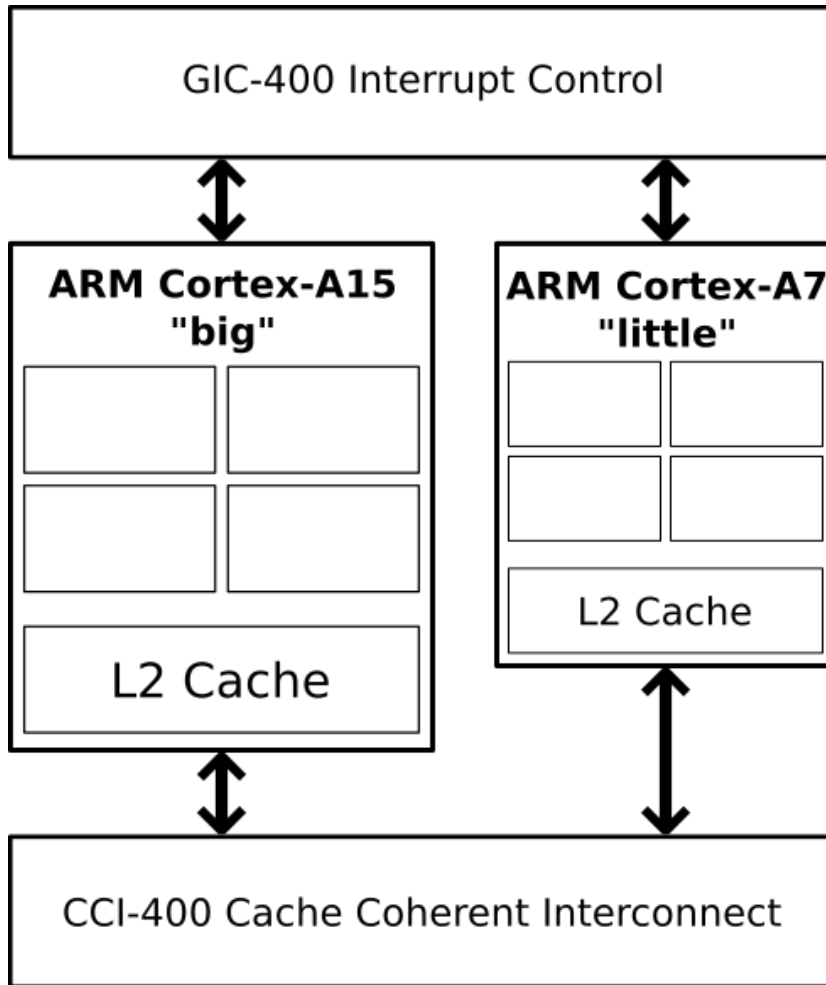 GIC-400 Interrupt Control
ARM Cortex-A15
"big"
L2 Cache
ARM Cortex-A7
"little"
L2 Cache
CCI-400 Cache Coherent Interconnect